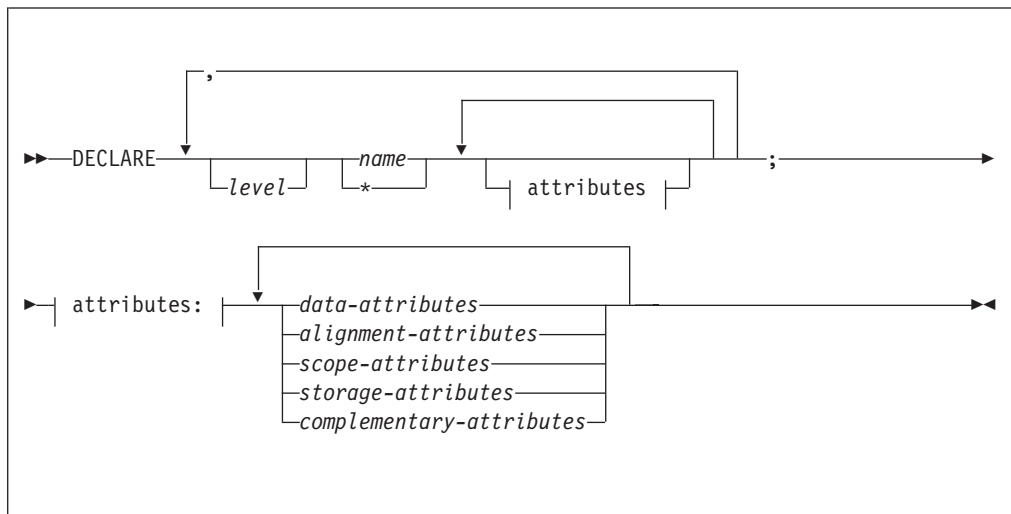 ,
DECLARE name ;
level *
attributes
attributes: data-attributes
alignment-attributes
scope-attributes
storage-attributes
complementary-attributes